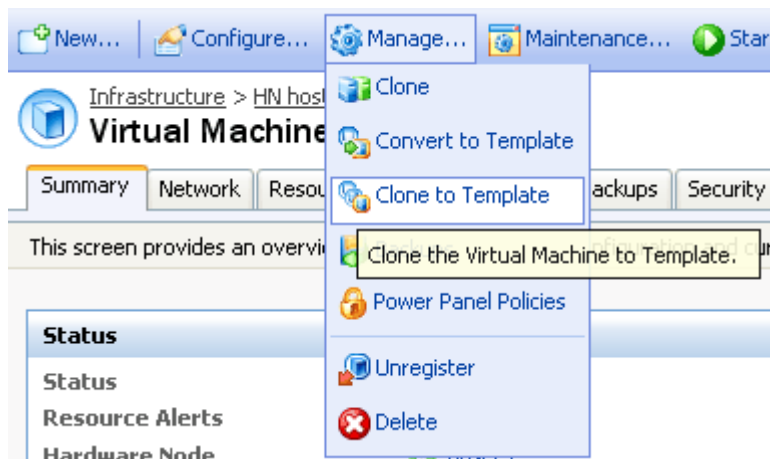 New... Configure... Manage... Maintenance... Star
Infrastructure > HN host
Virtual Machine
Summary Network Resou ackups Security
This screen provides an overvi
Clone
Convert to Template
Clone to Template
Clone the Virtual Machine to Template.
Power Panel Policies
Unregister
Delete
Status
Status
Resource Alerts
Hardware Node